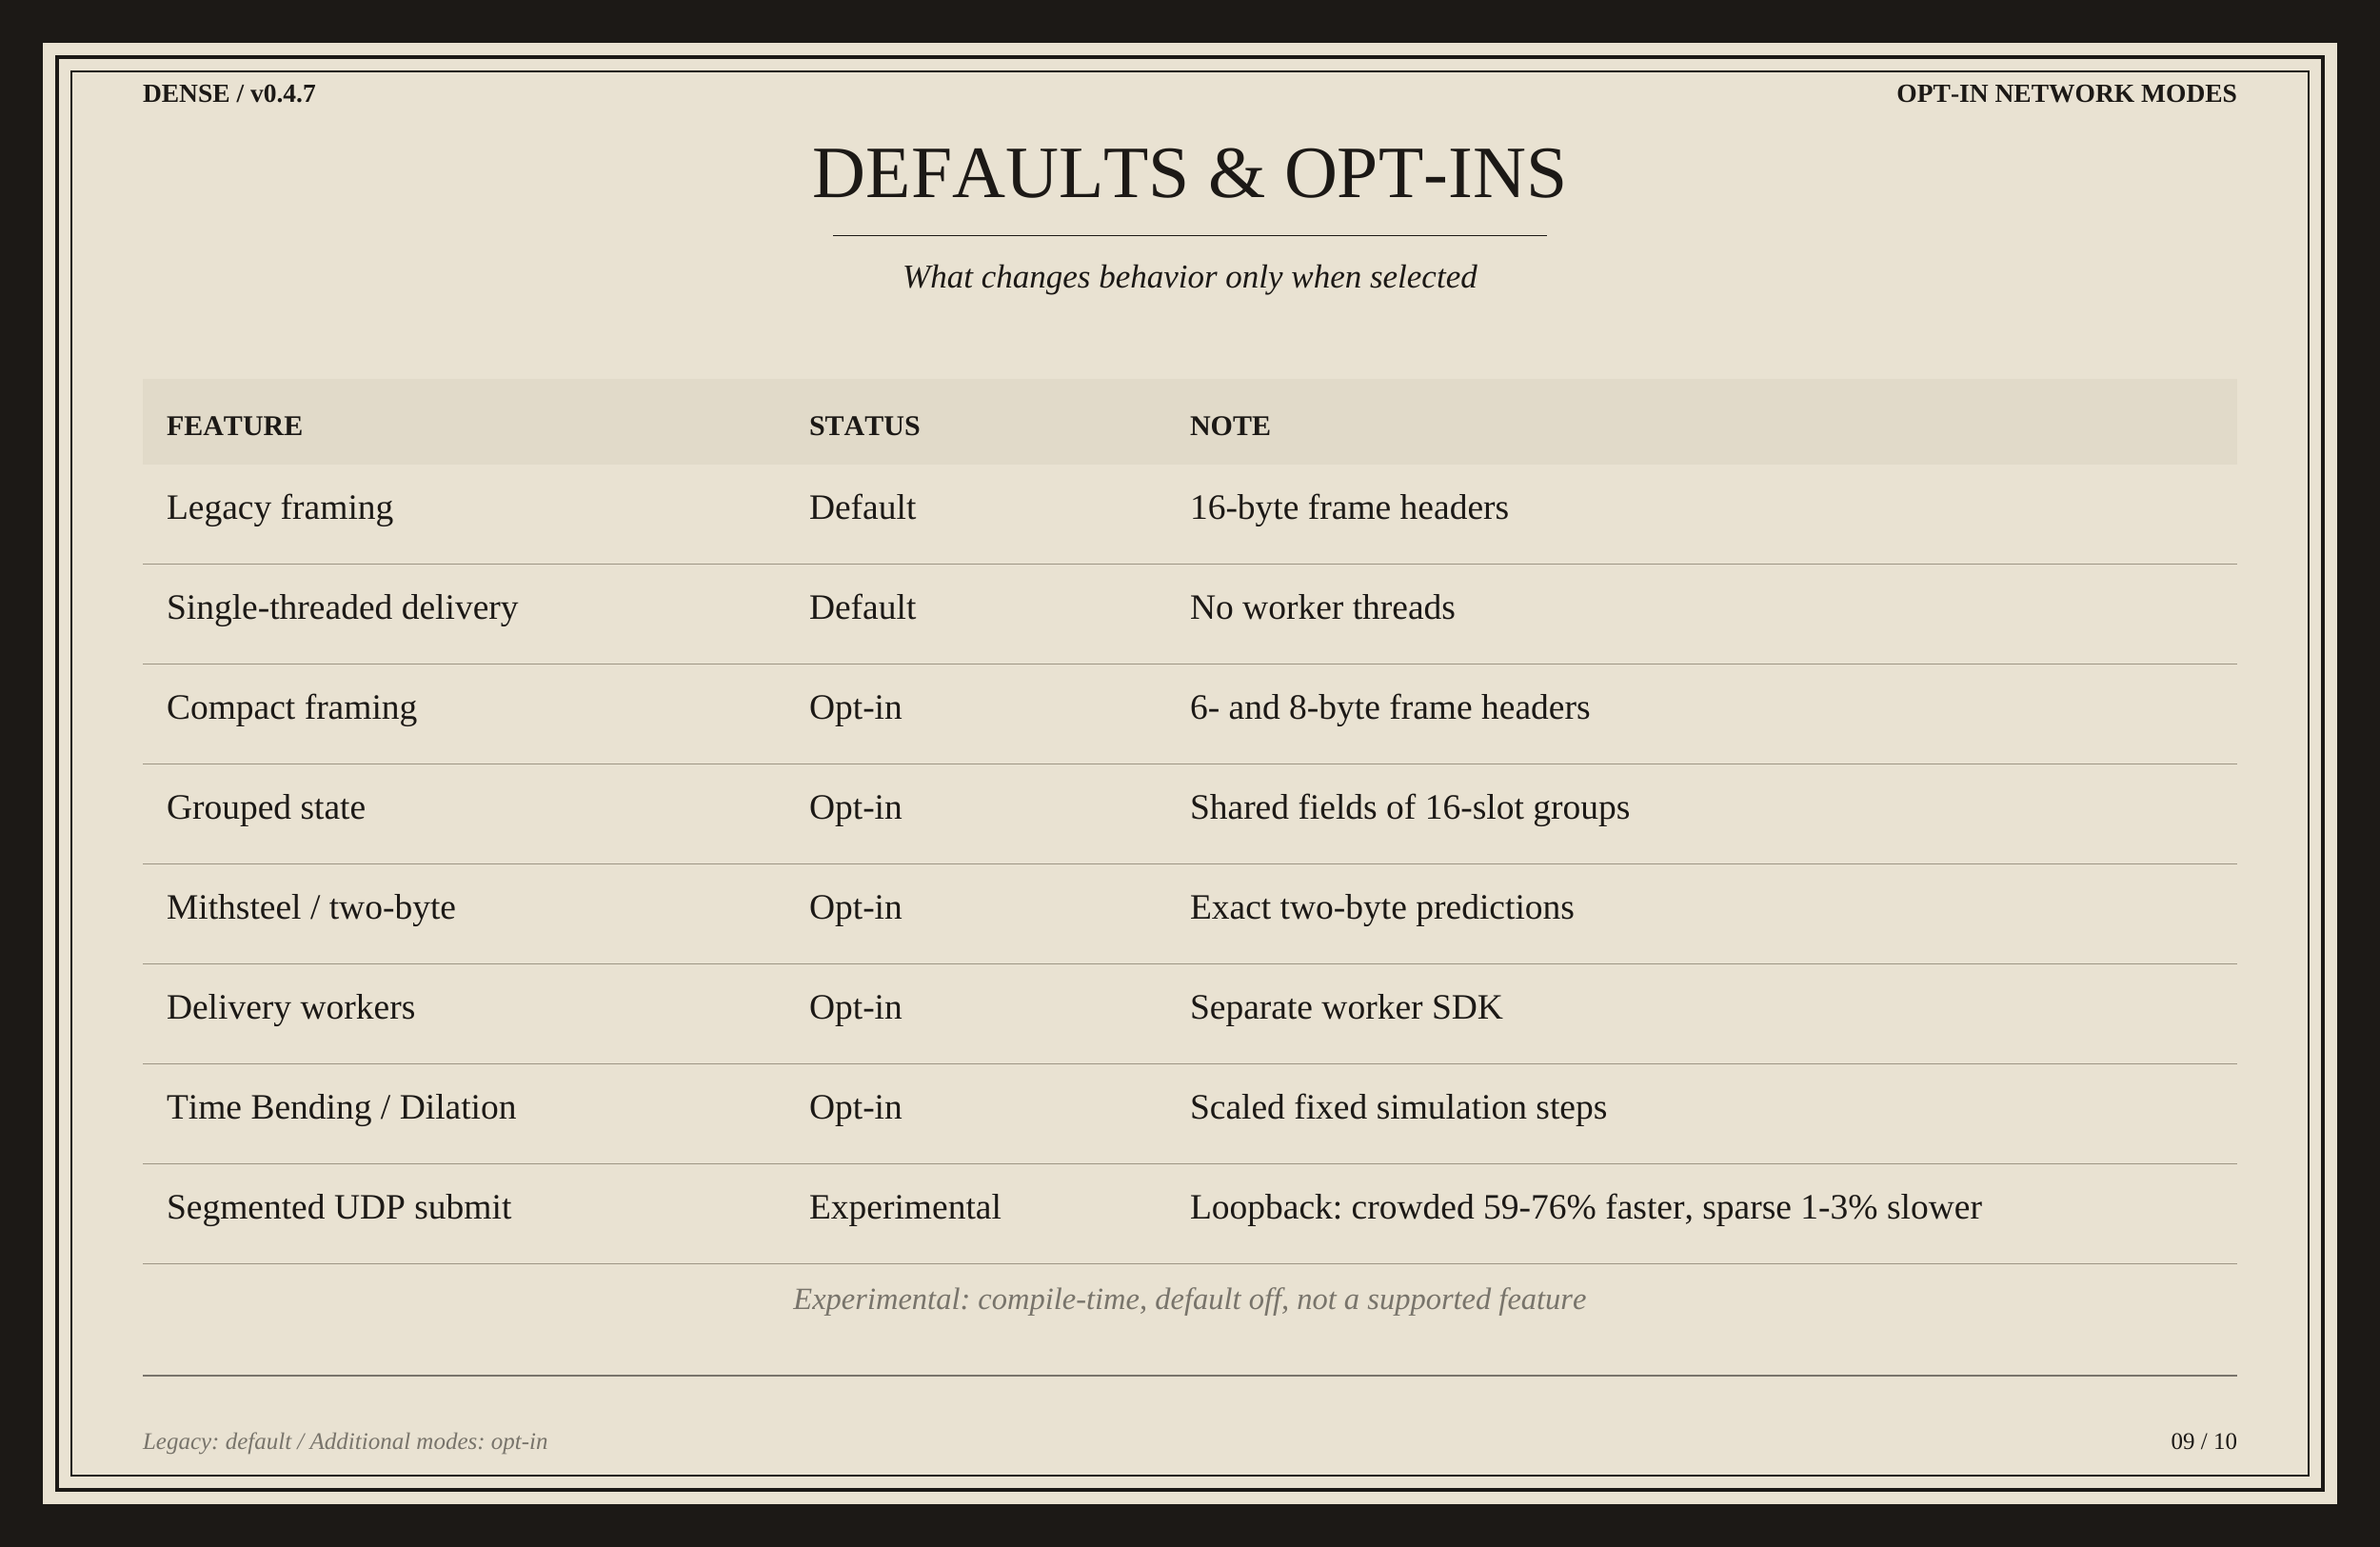 DENSE / v0.4.7
OPT-IN NETWORK MODES
DEFAULTS & OPT-INS
What changes behavior only when selected
FEATURE STATUS NOTE
Legacy framing Default 16-byte frame headers
Single-threaded delivery Default No worker threads
Compact framing Opt-in 6- and 8-byte frame headers
Grouped state Opt-in Shared fields of 16-slot groups
Mithsteel / two-byte Opt-in Exact two-byte predictions
Delivery workers Opt-in Separate worker SDK
Time Bending / Dilation Opt-in Scaled fixed simulation steps
Segmented UDP submit Experimental Loopback: crowded 59-76% faster, sparse 1-3% slower
Experimental: compile-time, default off, not a supported feature
Legacy: default / Additional modes: opt-in
09 / 10